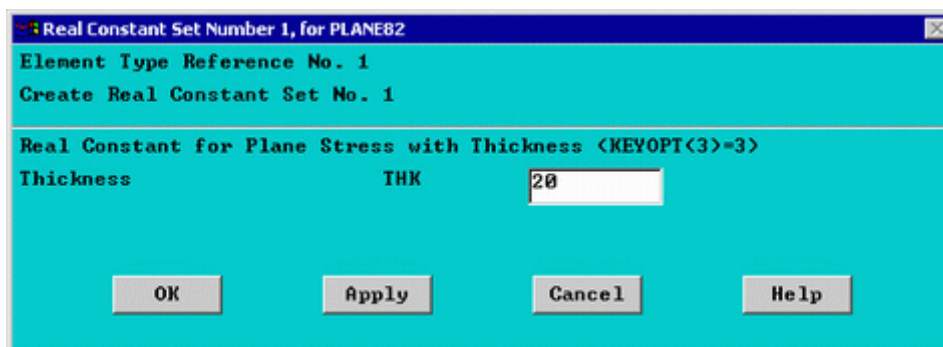 Real Constant Set Number 1, for PLANE82
Element Type Reference No. 1
Create Real Constant Set No. 1
Real Constant for Plane Stress with Thickness (KEYOPT(3)=3)
Thickness THK 20
OK Apply Cancel Help